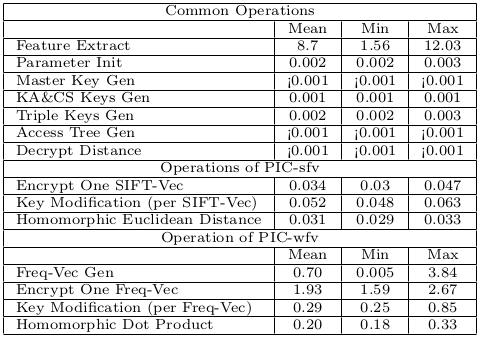 Common Operations
Mean Min Max
Feature Extract 8.7 1.56 12.03
Parameter Init 0.002 0.002 0.003
Master Key Gen ¡0.001 ¡0.001 ¡0.001
KA&CS Keys Gen 0.001 0.001 0.001
Triple Keys Gen 0.002 0.002 0.003
Access Tree Gen ¡0.001 ¡0.001 ¡0.001
Decrypt Distance ¡0.001 ¡0.001 ¡0.001
Operations of PIC-sfv
Encrypt One SIFT-Vec 0.034 0.03 0.047
Key Modification (per SIFT-Vec) 0.052 0.048 0.063
Homomorphic Euclidean Distance 0.031 0.029 0.033
Operation of PIC-wfv
Mean Min Max
Freq-Vec Gen 0.70 0.005 3.84
Encrypt One Freq-Vec 1.93 1.59 2.67
Key Modification (per Freq-Vec) 0.29 0.25 0.85
Homomorphic Dot Product 0.20 0.18 0.33